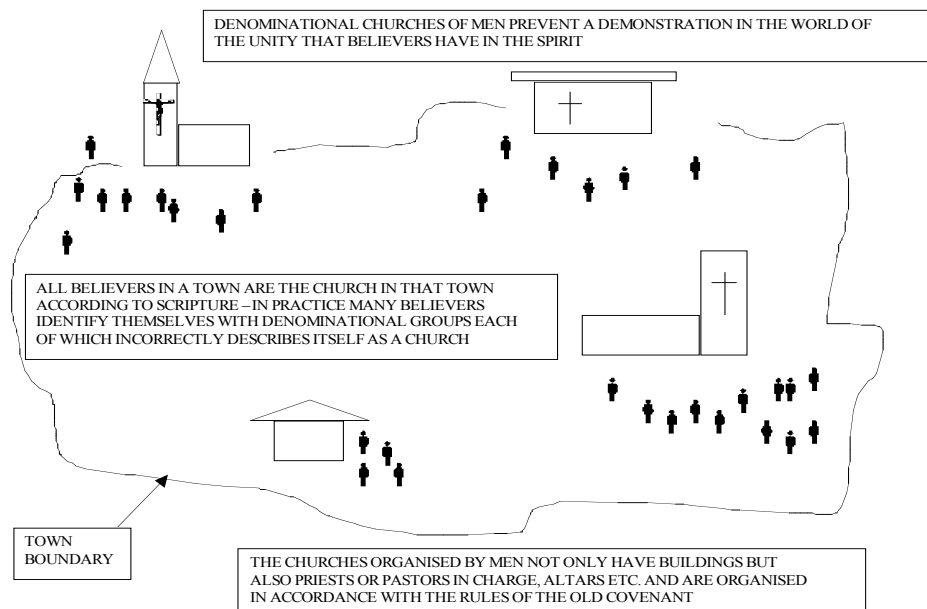 DENOMINATIONAL CHURCHES OF MEN PREVENT A DEMONSTRATION IN THE WORLD OF
THE UNITY THAT BELIEVERS HAVE IN THE SPIRIT
ALL BELIEVERS IN A TOWN ARE THE CHURCH IN THAT TOWN
ACCORDING TO SCRIPTURE – IN PRACTICE MANY BELIEVERS
IDENTIFY THEMSELVES WITH DENOMINATIONAL GROUPS EACH
OF WHICH INCORRECTLY DESCRIBES ITSELF AS A CHURCH
TOWN
BOUNDARY
THE CHURCHES ORGANISED BY MEN NOT ONLY HAVE BUILDINGS BUT
ALSO PRIESTS OR PASTORS IN CHARGE, ALTARS ETC. AND ARE ORGANISED
IN ACCORDANCE WITH THE RULES OF THE OLD COVENANT